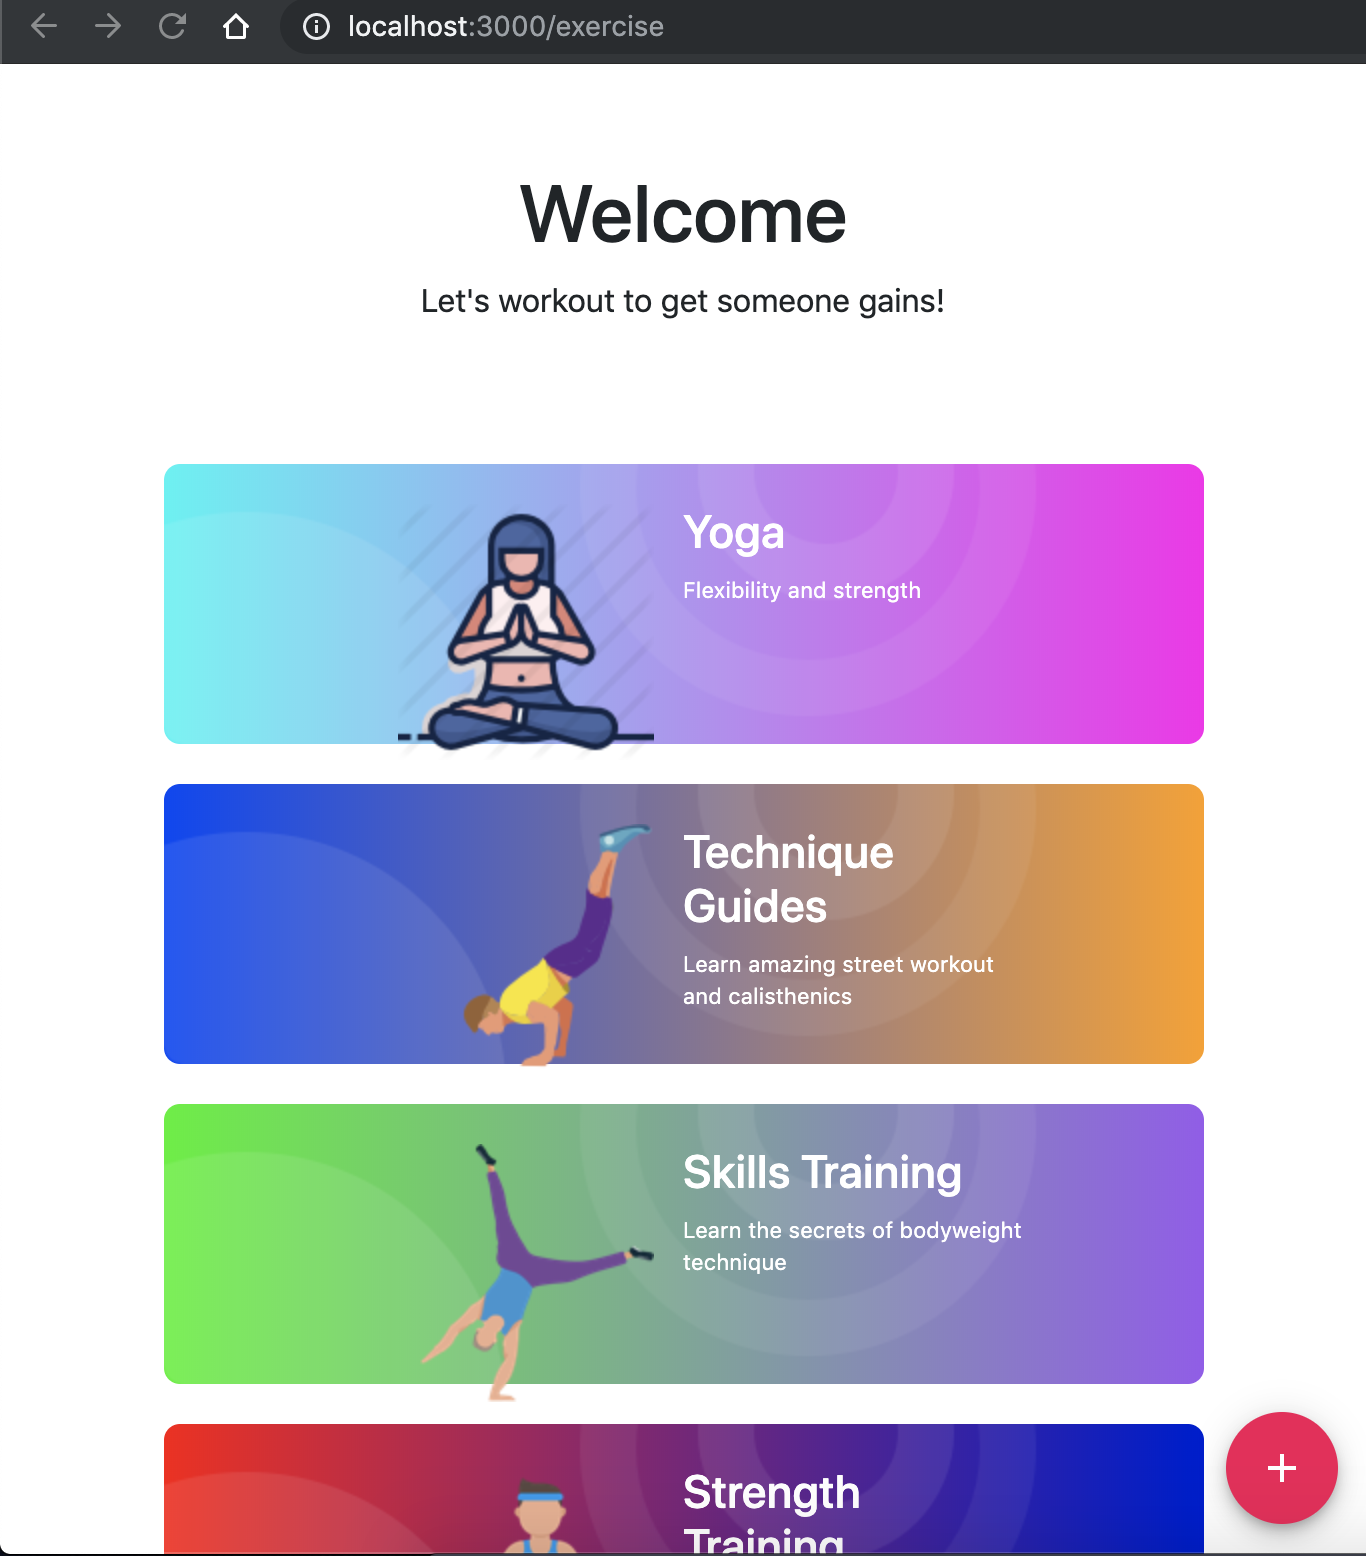 localhost:3000/exercise
Welcome
Let's workout to get someone gains!
Yoga
Flexibility and strength
Technique
Guides
Learn amazing street workout
and calisthenics
Skills Training
Learn the secrets of bodyweight
technique
Strength
Training